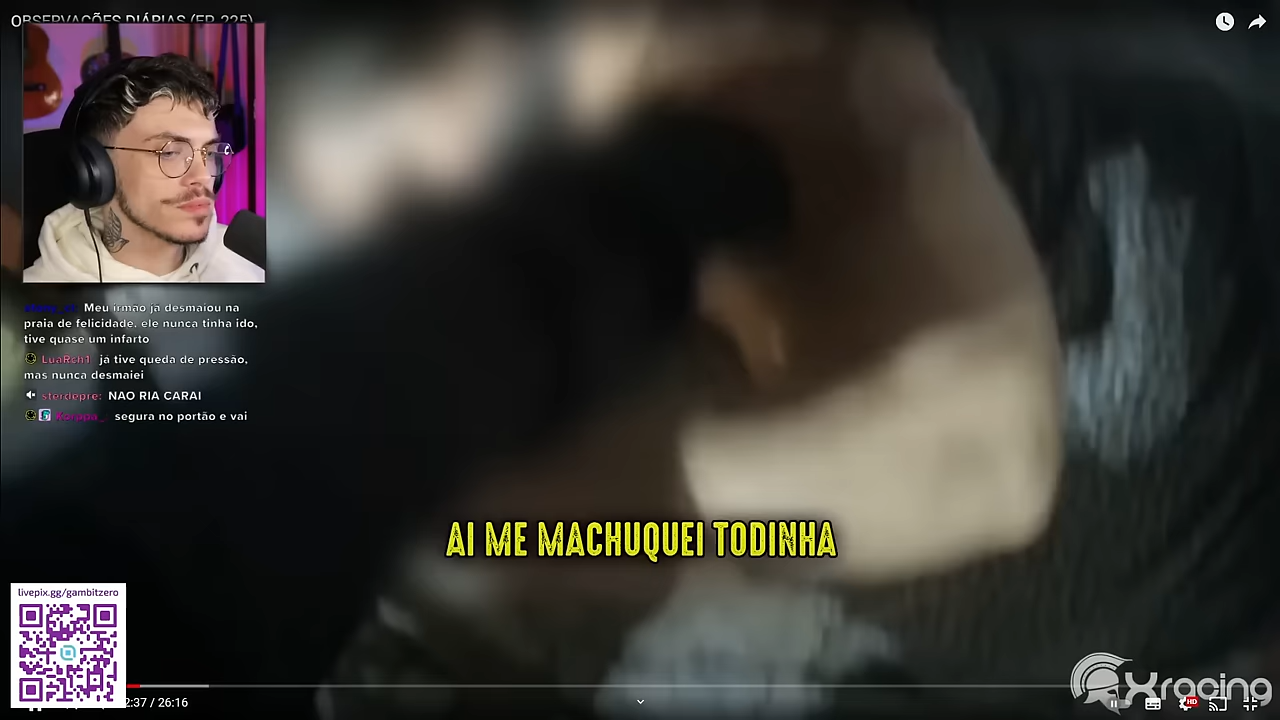 OBSERVAÇÕES DIÁRIAS (EP. 225)
Meu irmão já desmaiou na
praia de felicidade. ele nunca tinha ido,
tive quase um infarto
LuaRch1 já tive queda de pressão,
mas nunca desmaiei
sterdepre: NAO RIA CARAI
segura no portão e vai
AI ME MACHUQUEI TODINHA
livepix.gg/gambitzero
2:37 / 26:16
HD
Xracing